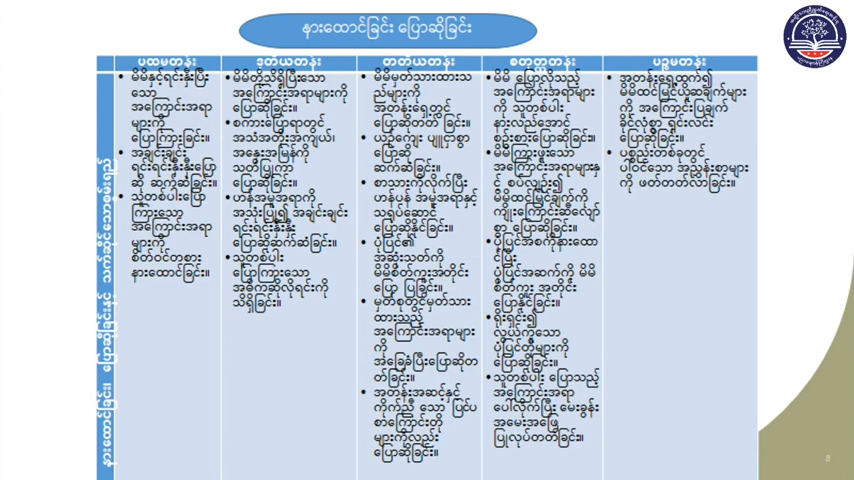 နားထောင်ခြင်း ပြောဆိုခြင်း
ပထမတန်း
ဒုတိယတန်း
တတိယတန်း
စတုတ္ထတန်း
ပဉ္စမတန်း
နားထောင်ခြင်း၊ ပြောဆိုခြင်းနှင့် သက်ဆိုင်သောစွမ်းရည်
• မိမိနှင့်ရင်းနှီးပြီး
သော
အကြောင်းအရာ
များကို
ပြောကြားခြင်း။
• အချင်းချင်း
ရင်းရင်းနှီးနှီးပြော
ဆို ဆက်ဆံခြင်း။
• သူတစ်ပါးပြော
ကြားသော
အကြောင်းအရာ
များကို
စိတ်ဝင်တစား
နားထောင်ခြင်း။
• မိမိတို့သိရှိပြီးသော
အကြောင်းအရာများကို
ပြောဆိုခြင်း။
• စကားပြောရာတွင်
အသံအတိုးအကျယ်၊
အနှေးအမြန်ကို
သတိပြုကာ
ပြောဆိုခြင်း။
• ဟန်အမူအရာကို
အသုံးပြု၍ အချင်းချင်း
ရင်းရင်းနှီးနှီး
ပြောဆိုဆက်ဆံခြင်း။
• သူတစ်ပါး
ပြောကြားသော
အဓိကဆိုလိုရင်းကို
သိရှိခြင်း။
• မိမိမှတ်သားထားသ
ည်များကို
အတန်းရှေ့တွင်
ပြောဆိုတတ် ခြင်း။
• ယဉ်ကျေး ပျူငှာစွာ
ပြောဆို
ဆက်ဆံခြင်း။
• စာသားကိုလိုက်ပြီး
ဟန်ပန် အမူအရာနှင့်
သရုပ်ဆောင်
ပြောဆိုနိုင်ခြင်း။
• ပုံပြင်၏
အဆုံးသတ်ကို
မိမိစိတ်ကူးအတိုင်း
ပြော ပြခြင်း။
• မှတ်စုတွင်မှတ်သား
ထားသည့်
အကြောင်းအရာများ
ကို
အခြေခံပြီးပြောဆိုတ
တ်ခြင်း။
• အတန်းအဆင့်နှင့်
ကိုက်ညီ သော ပြင်ပ
စာကြောင်းတို
များကိုလည်း
ပြောဆိုခြင်း။
• မိမိ ပြောလိုသည့်
အကြောင်းအရာများ
ကို သူတစ်ပါး
နားလည်အောင်
စည်းစားပြောဆိုခြင်း။
• မိမိကြားဖူးသော
အကြောင်းအရာများနှ
င့် စပ်လျဉ်း၍
မိမိထင်မြင်ချက်ကို
ကျိုးကြောင်းဆီလျော်
စွာ ပြောဆိုခြင်း။
• ပုံပြင်အစကိုနားထော
င်ပြီး
ပုံပြင်အဆက်ကို မိမိ
စိတ်ကူး အတိုင်း
ပြောနိုင်ခြင်း။
• ရိုးရှင်း၍
လွယ်ကူသော
ပုံပြင်တိုများကို
ပြောဆိုခြင်း။
• သူတစ်ပါး ပြောသည့်
အကြောင်းအရာ
ပေါ်လိုက်ပြီး မေးခွန်း
အမေးအဖြေ
ပြုလုပ်တတ်ခြင်း။
• အတန်းရှေ့ထွက်၍
မိမိထင်မြင်ယူဆချက်များ
ကို အကြောင်းပြချက်
ခိုင်လုံစွာ ရှင်းလင်း
ပြောဆိုခြင်း။
• ပစ္စည်းတစ်ခုတွင်
ပါဝင်သော အညွှန်းစာများ
ကို ဖတ်တတ်လာခြင်း။
8